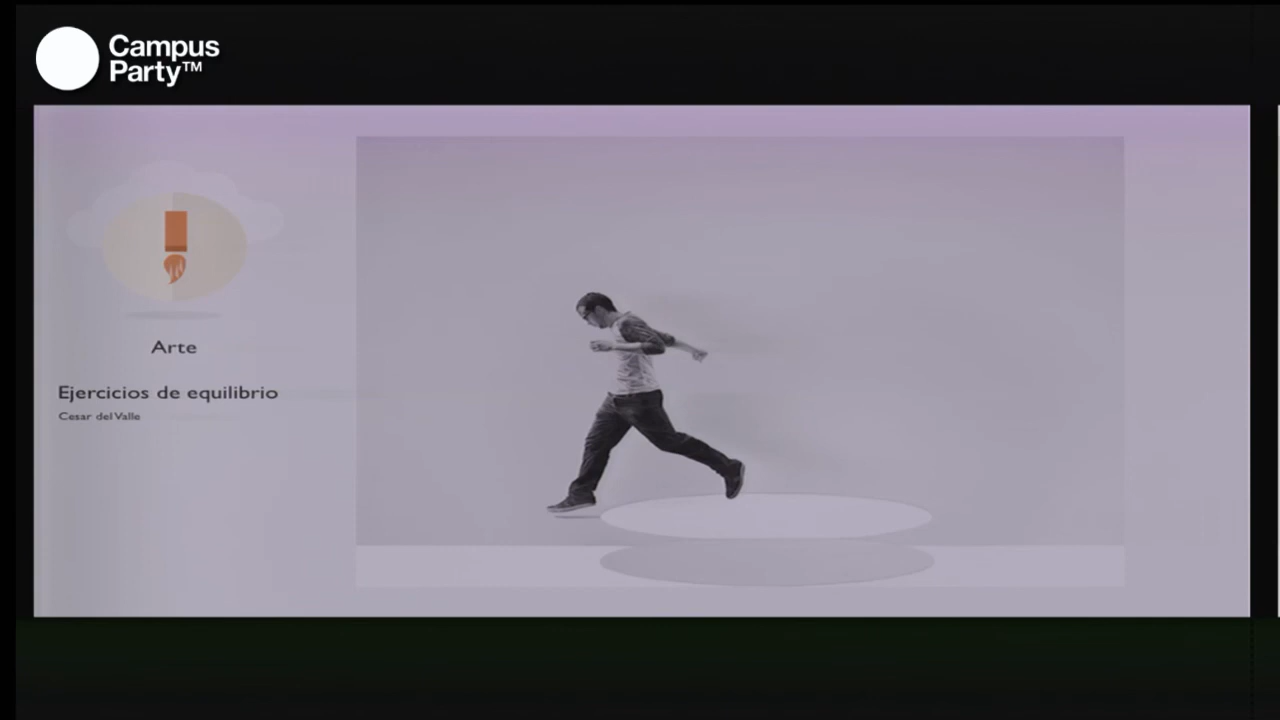 Campus
Party™
Arte
Ejercicios de equilibrio
Cesar del Valle